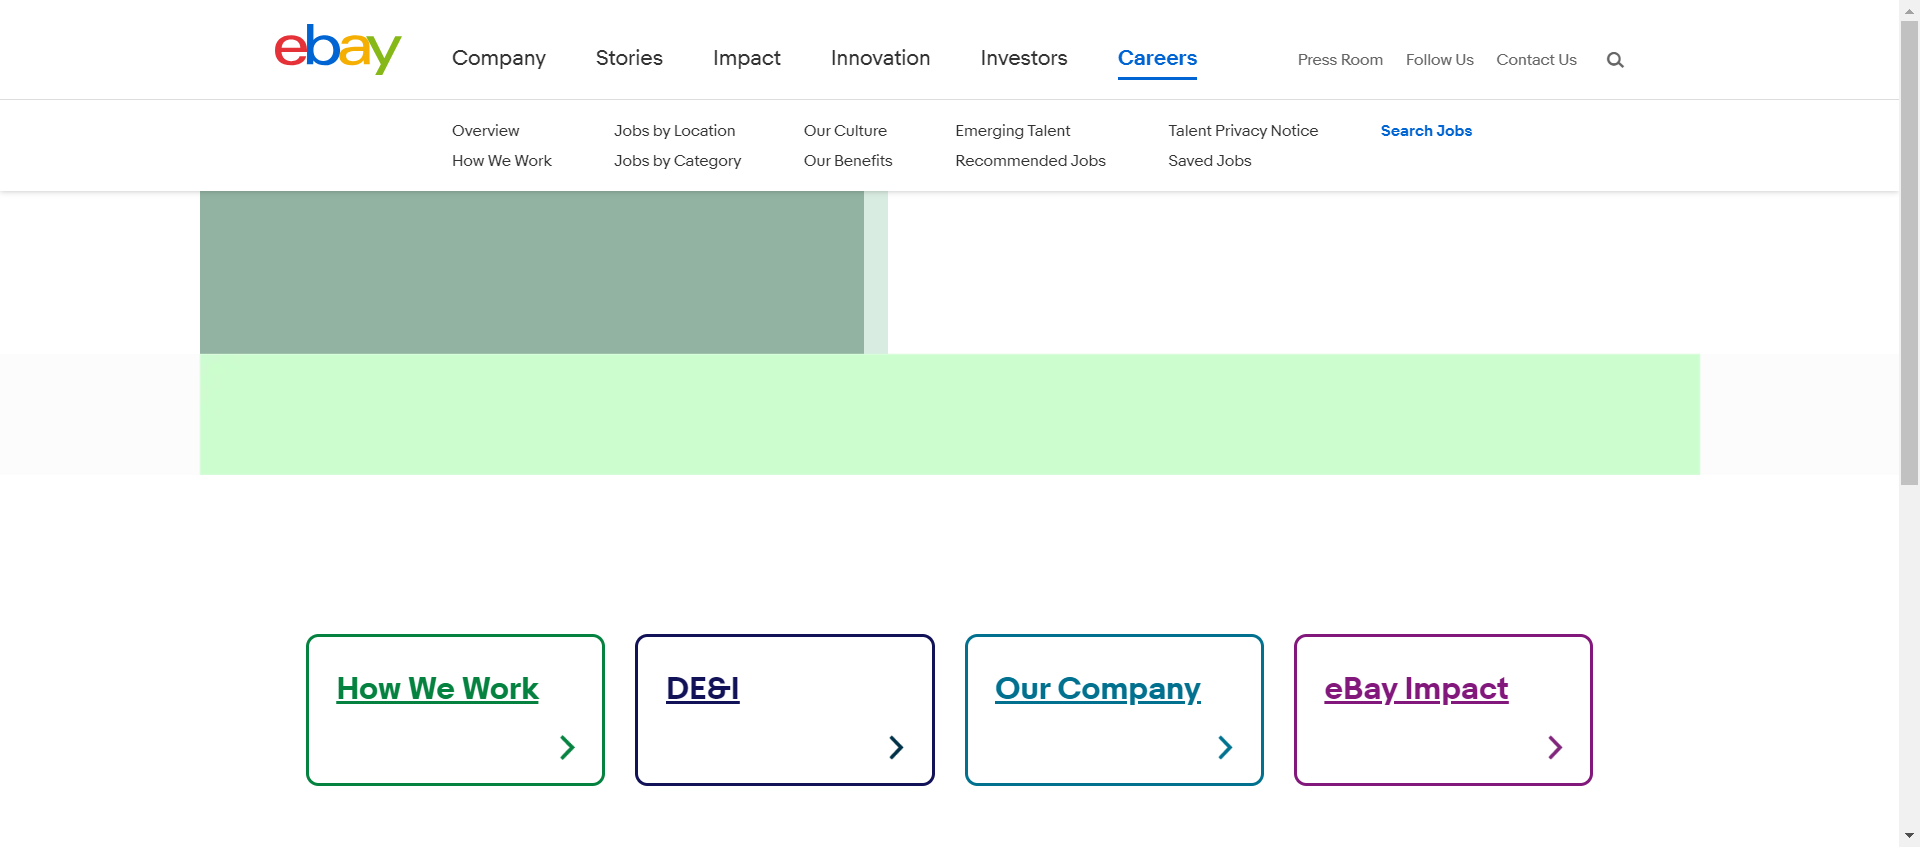 ebay
Company Stories Impact Innovation Investors Careers Press Room Follow Us Contact Us
Overview Jobs by Location Our Culture Emerging Talent Talent Privacy Notice Search Jobs
How We Work Jobs by Category Our Benefits Recommended Jobs Saved Jobs
How We Work DE&I Our Company eBay Impact